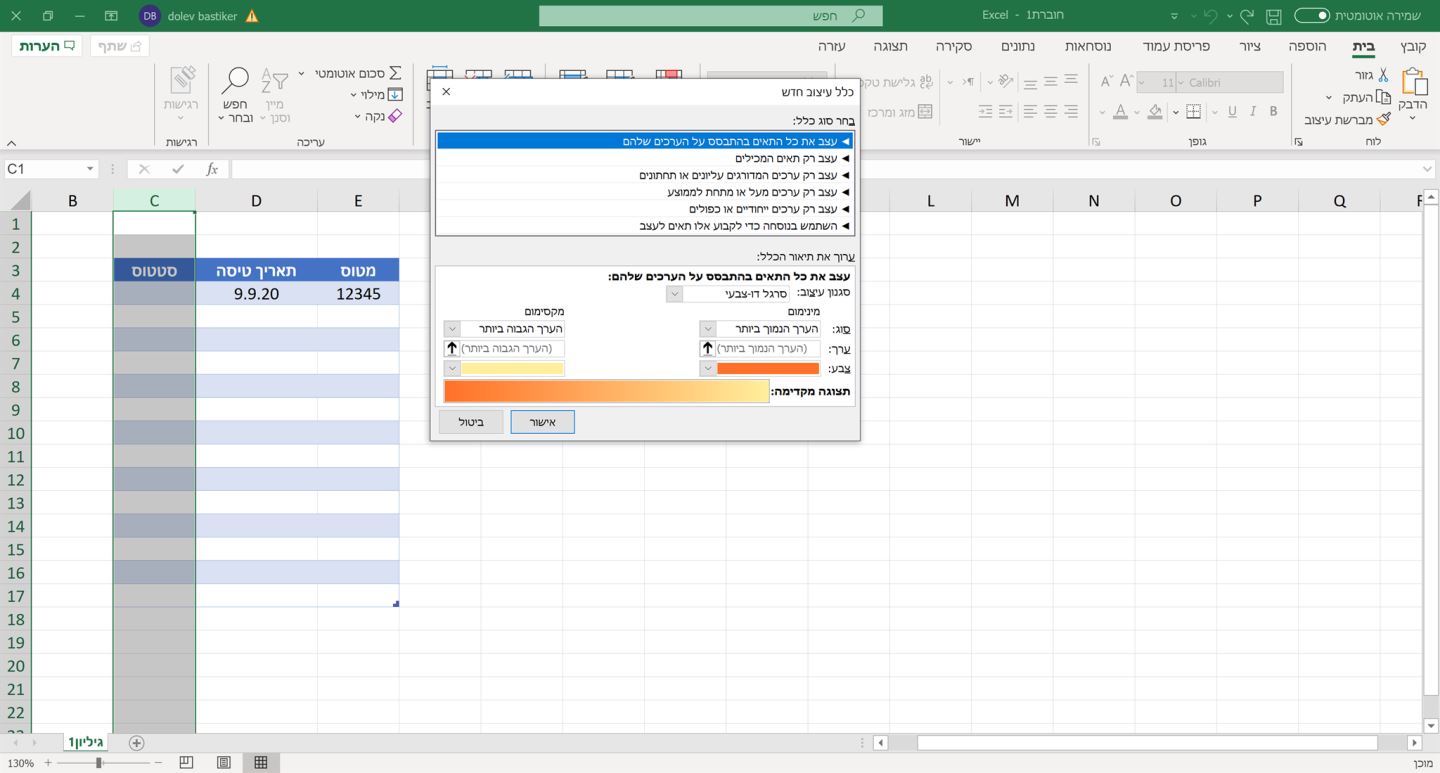 שמירה אוטומטית
חוברת1 - Excel
חפש
dolev bastiker
DB
קובץ
בית
הוספה
ציור
פריסת עמוד
נוסחאות
נתונים
סקירה
תצוגה
עזרה
שתף
הערות
הדבק
גזור
העתק
מברשת עיצוב
לוח
Calibri
11
B
I
U
גופן
גלישת טקס
מזג ומרכז
יישור
סכום אוטומטי
מילוי
נקה
מיין
וסנן
חפש
ובחר
עריכה
רגישות
רגישות
C1
fx
כלל עיצוב חדש
בחר סוג כלל:
עצב את כל התאים בהתבסס על הערכים שלהם
עצב רק תאים המכילים
עצב רק ערכים המדורגים עליונים או תחתונים
עצב רק ערכים מעל או מתחת לממוצע
עצב רק ערכים ייחודיים או כפולים
השתמש בנוסחה כדי לקבוע אלו תאים לעצב
ערוך את תיאור הכלל:
עצב את כל התאים בהתבסס על הערכים שלהם:
סגנון עיצוב: סרגל דו-צבעי
מינימום
מקסימום
סוג: הערך הנמוך ביותר
הערך הגבוה ביותר
ערך: (הערך הנמוך ביותר)
(הערך הגבוה ביותר)
צבע:
תצוגה מקדימה:
אישור
ביטול
B C D E L M N O P Q
1
2
3 סטטוס תאריך טיסה מטוס
4 9.9.20 12345
5
6
7
8
9
10
11
12
13
14
15
16
17
18
19
20
21
22
גיליון1
מוכן
130%